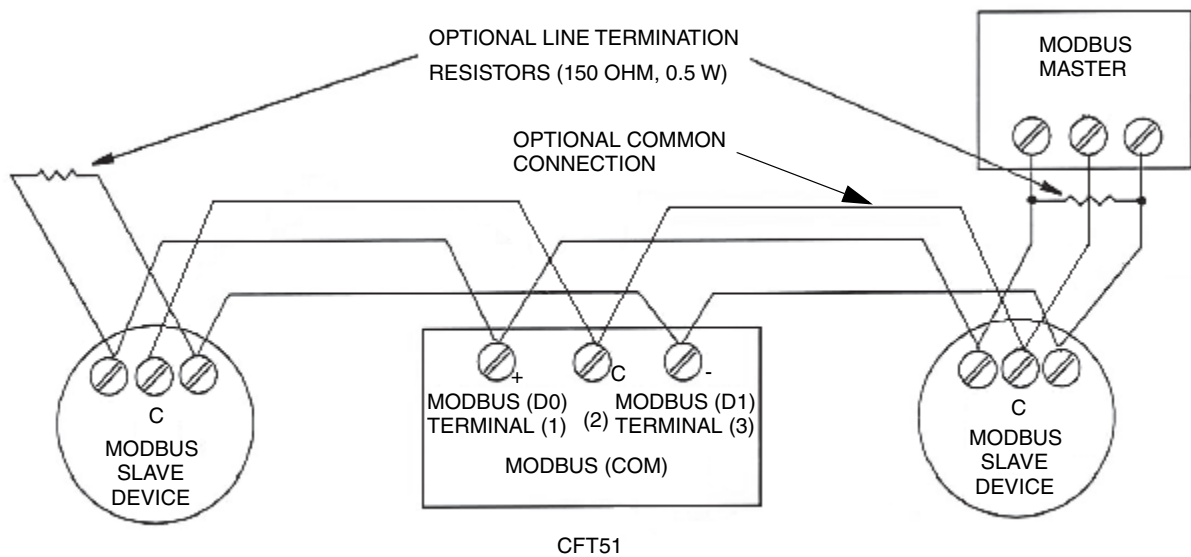 OPTIONAL LINE TERMINATION
RESISTORS (150 OHM, 0.5 W)
MODBUS
MASTER
OPTIONAL COMMON
CONNECTION
C
MODBUS
SLAVE
DEVICE
+
C
-
MODBUS (D0)
TERMINAL (1)
(2)
MODBUS (D1)
TERMINAL (3)
MODBUS (COM)
C
MODBUS
SLAVE
DEVICE
CFT51